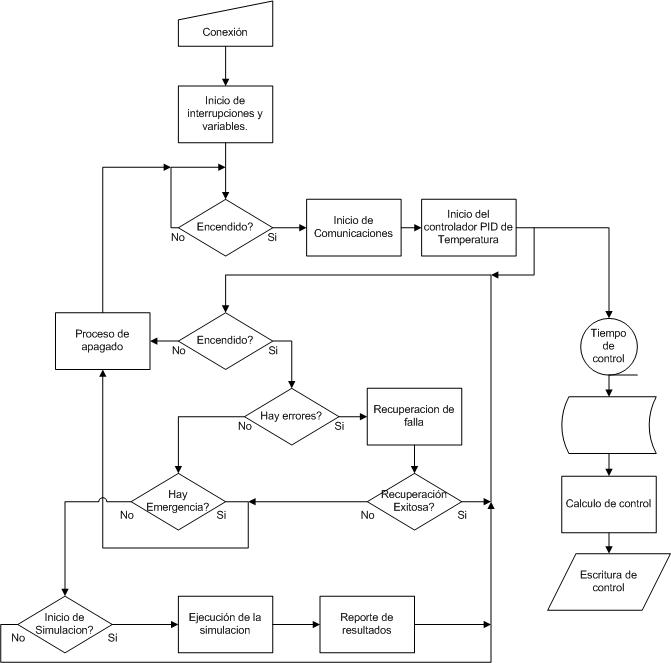 Conexión
Inicio de
interrupciones y
variables.
Encendido?
No
Si
Inicio de
Comunicaciones
Inicio del
controlador PID de
Temperatura
Proceso de
apagado
Encendido?
No
Si
Tiempo
de
control
Hay errores?
No
Si
Recuperacion de
falla
Hay
Emergencia?
No
Si
Recuperación
Exitosa?
No
Si
Calculo de control
Escritura de
control
Inicio de
Simulacion?
No
Si
Ejecución de la
simulacion
Reporte de
resultados